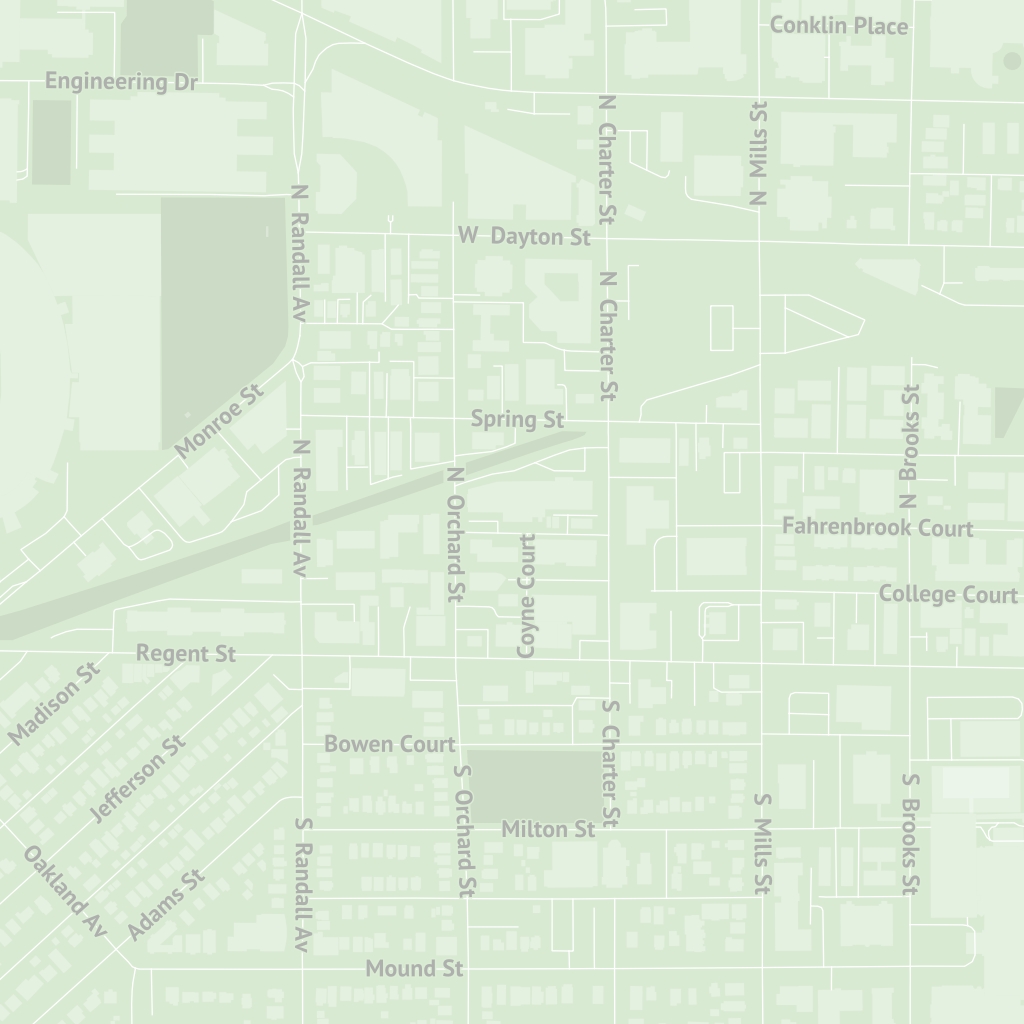 Conklin Place
Engineering Dr
N Charter St
N Mills St
N Randall Av
W Dayton St
N Charter St
Monroe St
Spring St
N Brooks St
N Randall Av
N Orchard St
Fahrenbrook Court
Coyne Court
College Court
Regent St
Madison St
Jefferson St
Bowen Court
S Charter St
S Orchard St
Milton St
S Mills St
S Brooks St
S Randall Av
Oakland Av
Adams St
Mound St